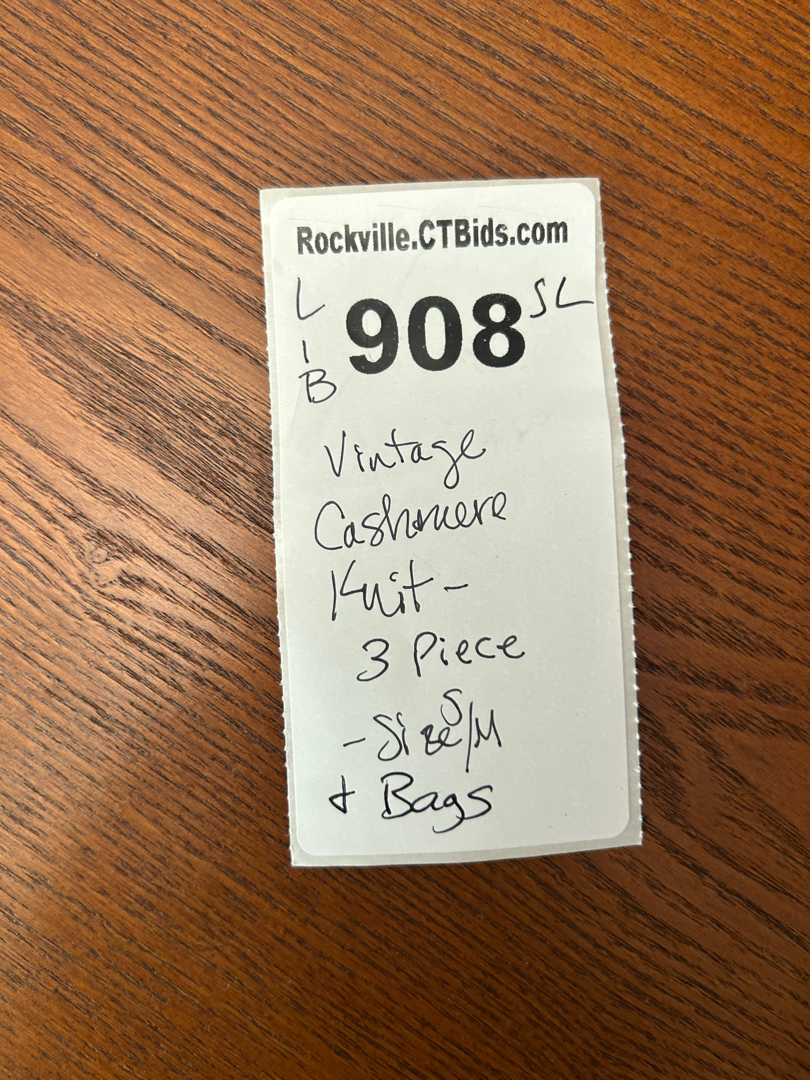 Rockville.CTBids.com
L
I
B
908 SL
Vintage
Cashmere
Knit -
3 Piece
- Size S/M
+ Bags